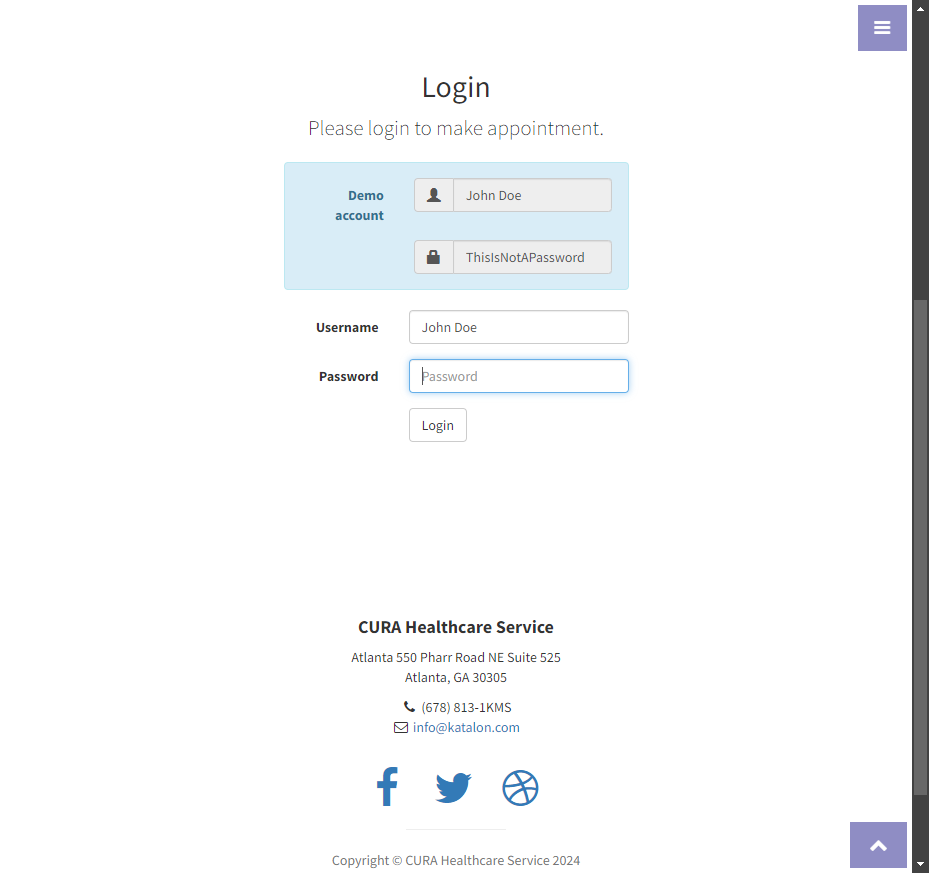 Login
Please login to make appointment.
Demo account
John Doe
ThisIsNotAPassword
Username
John Doe
Password
Password
Login
CURA Healthcare Service
Atlanta 550 Pharr Road NE Suite 525
Atlanta, GA 30305
(678) 813-1KMS
info@katalon.com
Copyright © CURA Healthcare Service 2024